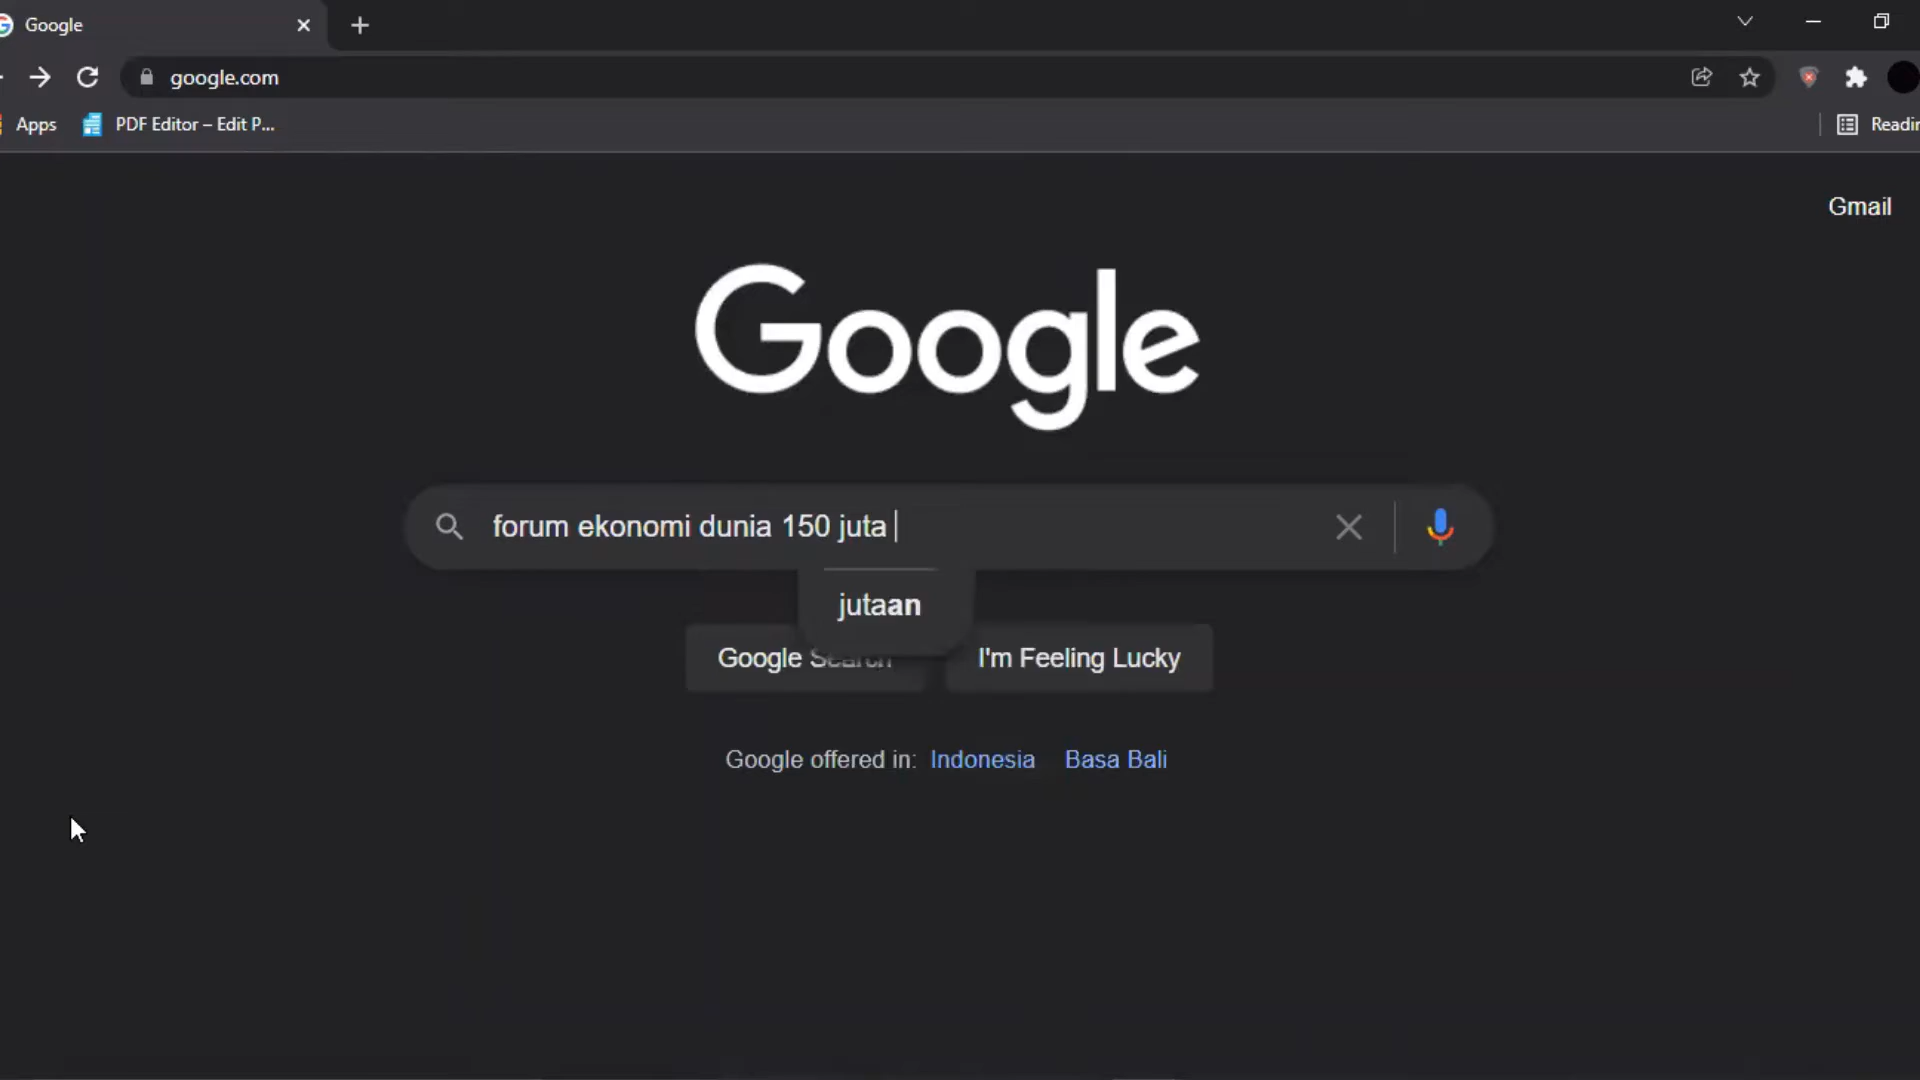 Google
google.com
Apps
PDF Editor – Edit P...
Gmail
Google
forum ekonomi dunia 150 juta
jutaan
Google Search
I'm Feeling Lucky
Google offered in: Indonesia Basa Bali